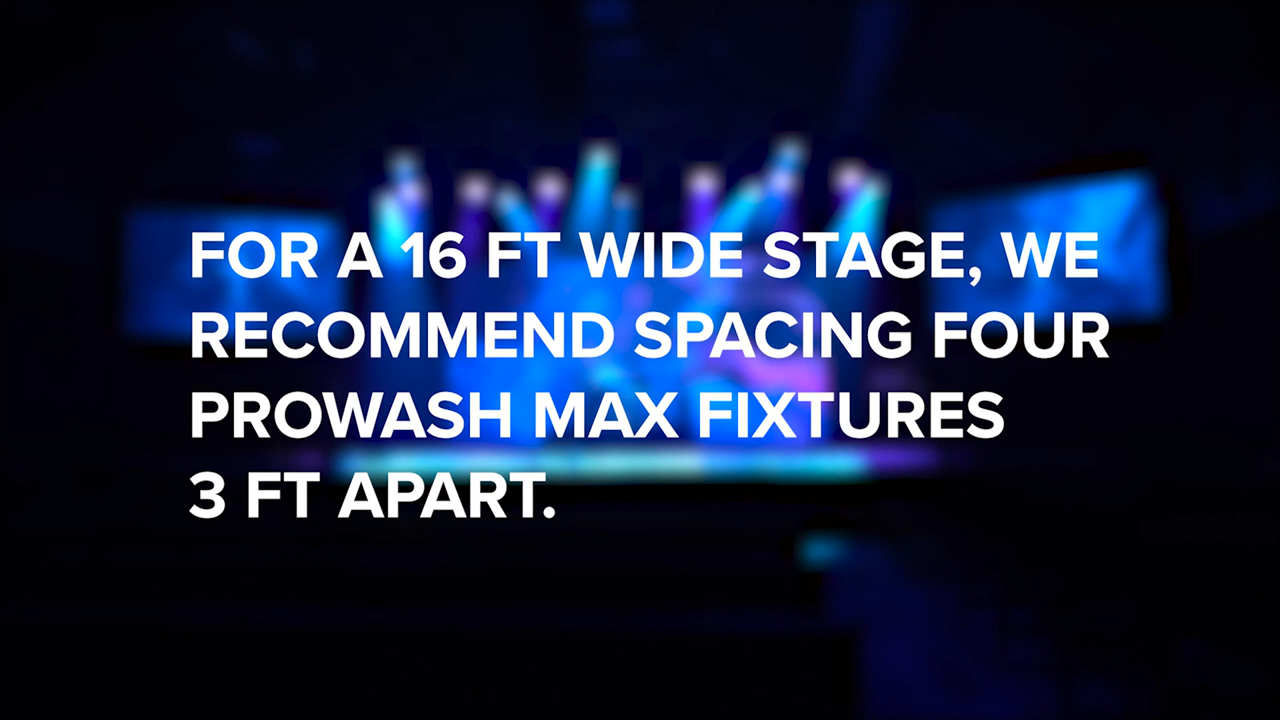 FOR A 16 FT WIDE STAGE, WE
RECOMMEND SPACING FOUR
PROWASH MAX FIXTURES
3 FT APART.